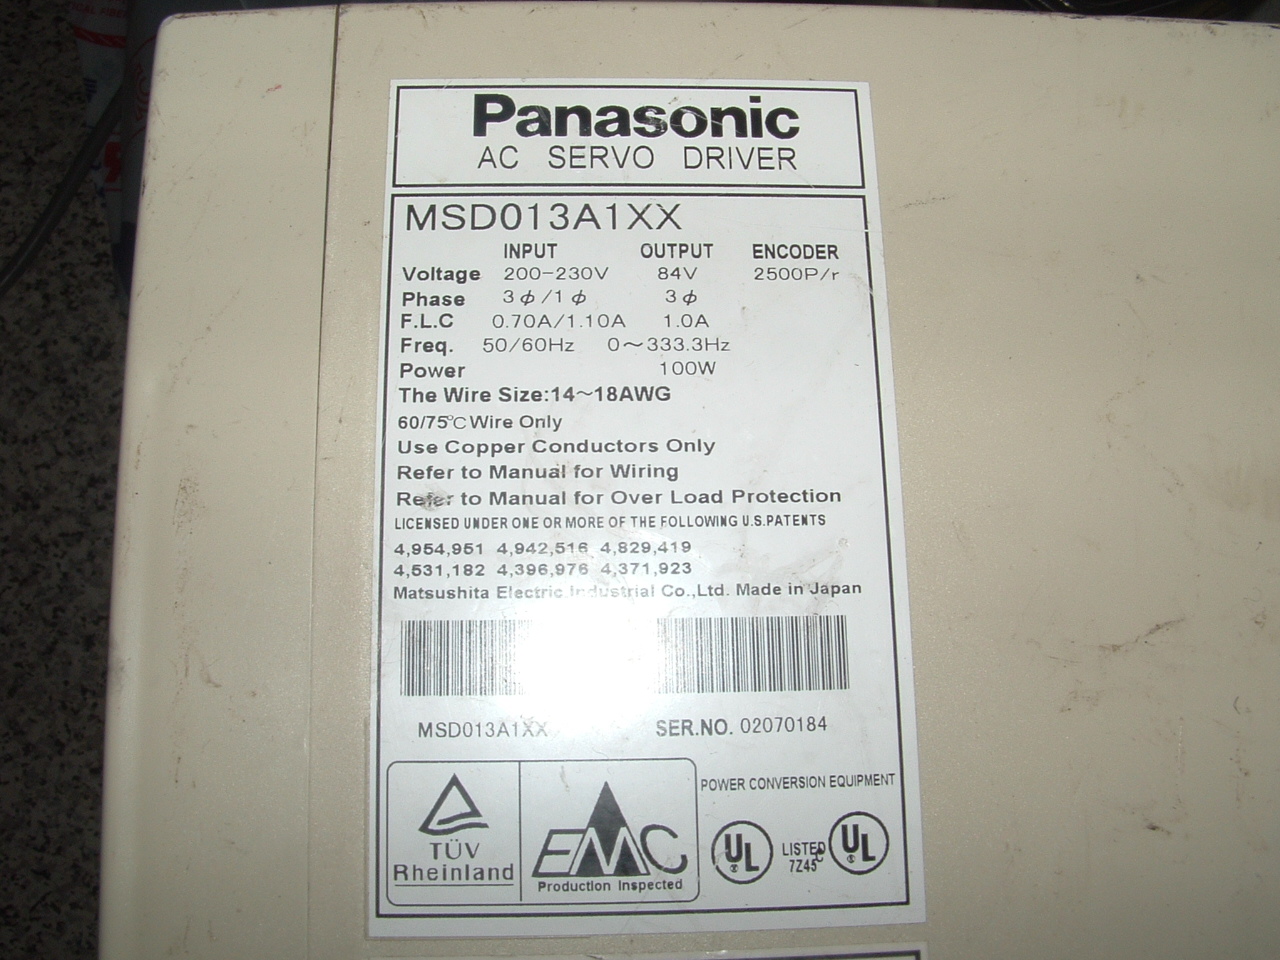 Panasonic
AC SERVO DRIVER
MSD013A1XX
INPUT OUTPUT ENCODER
Voltage 200-230V 84V 2500P/r
Phase 3ϕ/1ϕ 3ϕ
F.L.C 0.70A/1.10A 1.0A
Freq. 50/60Hz 0~333.3Hz
Power 100W
The Wire Size:14~18AWG
60/75℃ Wire Only
Use Copper Conductors Only
Refer to Manual for Wiring
Refer to Manual for Over Load Protection
LICENSED UNDER ONE OR MORE OF THE FOLLOWING U.S.PATENTS
4,954,951 4,942,516 4,829,419
4,531,182 4,396,976 4,371,923
Matsushita Electric Industrial Co.,Ltd. Made in Japan
MSD013A1XX SER.NO. 02070184
TÜV
Rheinland
EMC
Production Inspected
POWER CONVERSION EQUIPMENT
UL LISTED c UL
7Z45